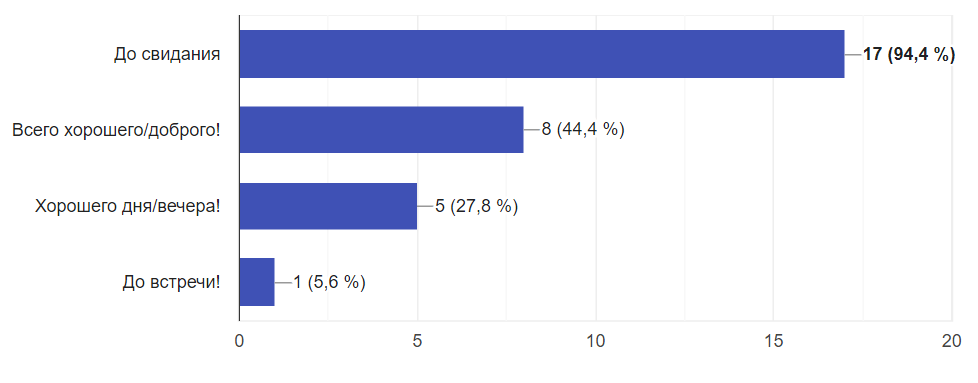 До свидания
17 (94,4 %)
Всего хорошего/доброго!
8 (44,4 %)
Хорошего дня/вечера!
5 (27,8 %)
До встречи!
1 (5,6 %)
0
5
10
15
20